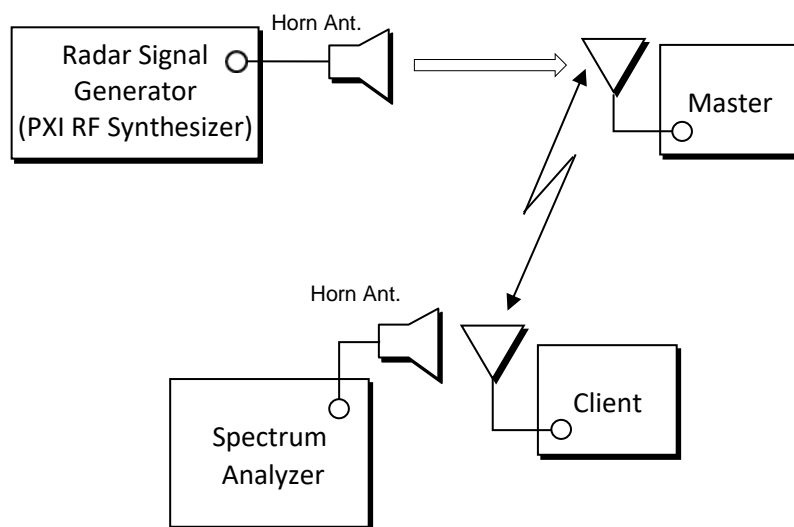 Horn Ant.
Radar Signal
Generator
(PXI RF Synthesizer)
Master
Horn Ant.
Client
Spectrum
Analyzer